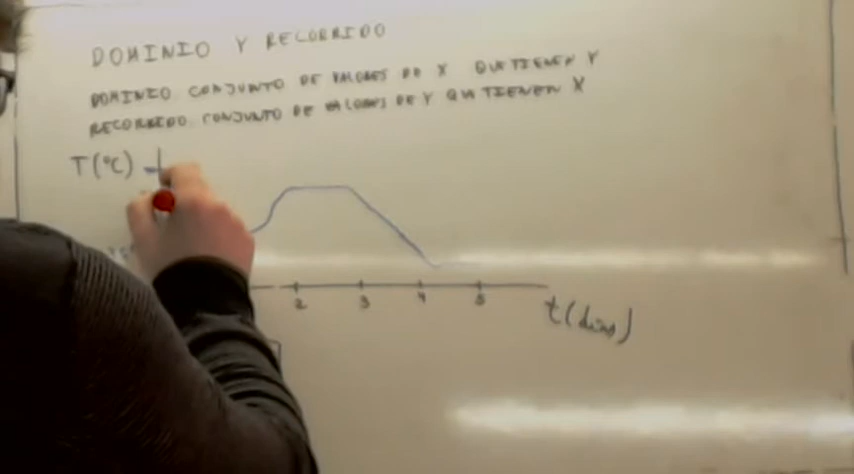 DOMINIO Y RECORRIDO
DOMINIO CONJUNTO DE VALORES DO X QUE TIENEN Y
RECORRIDO CONJUNTO DE VALORES DE Y QUE TIENEN X
T(°C)
2 3 4 5
t(días)